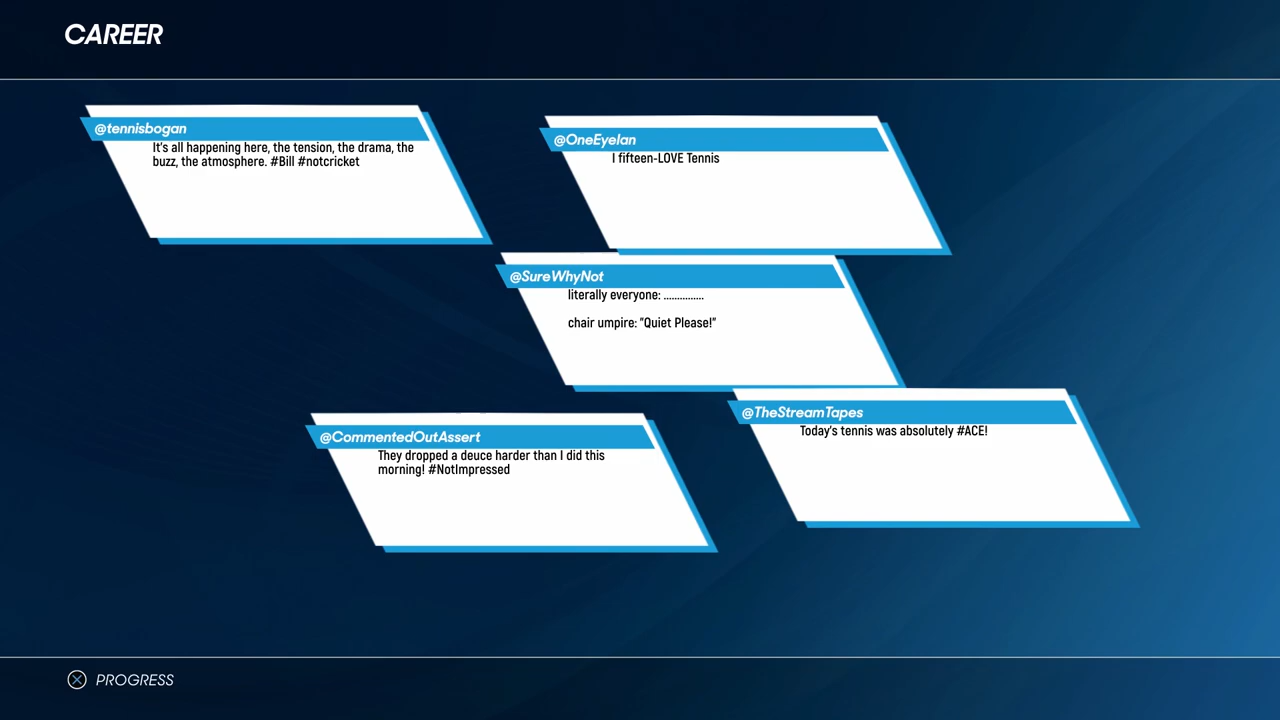 CAREER
@tennisbogan
It's all happening here, the tension, the drama, the
buzz, the atmosphere. #Bill #notcricket
@OneEyeIan
I fifteen-LOVE Tennis
@SureWhyNot
literally everyone: ...............
chair umpire: "Quiet Please!"
@CommentedOutAssert
They dropped a deuce harder than I did this
morning! #NotImpressed
@TheStreamTapes
Today's tennis was absolutely #ACE!
PROGRESS